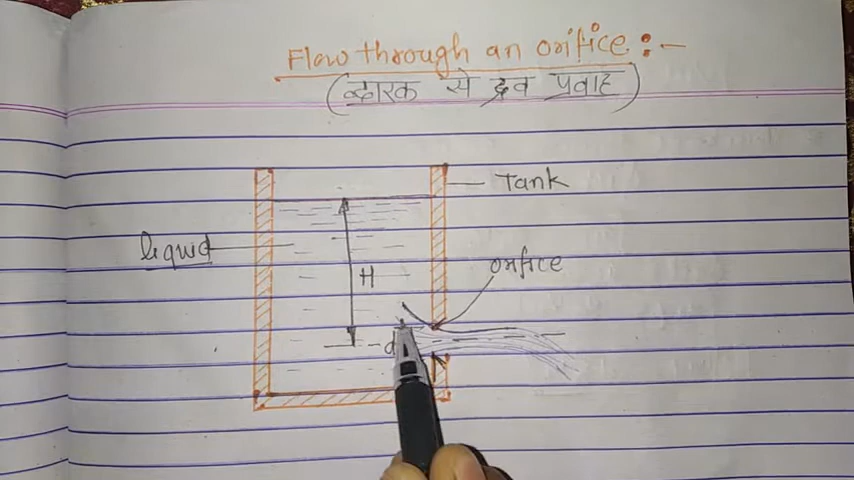 Flow through an orifice :-
(द्वारक से द्रव प्रवाह)
Tank
liquid
orifice
H
d